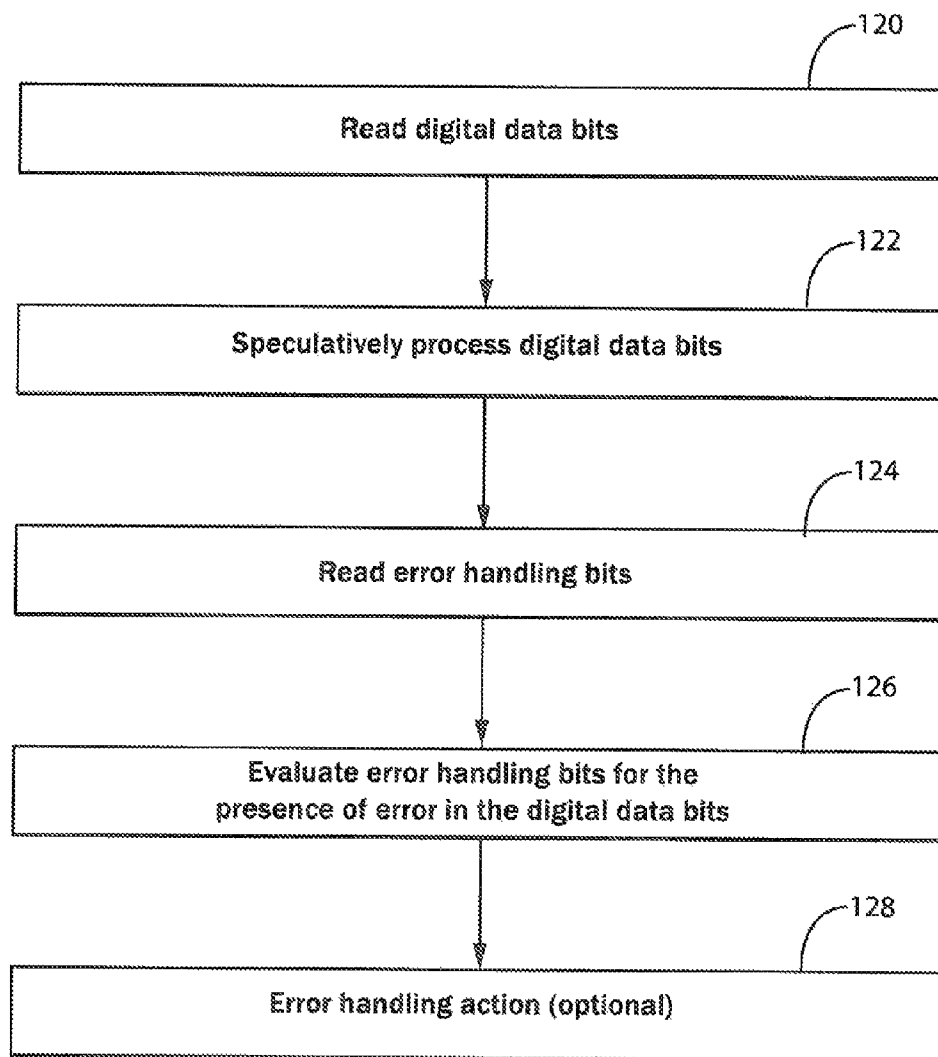 120
Read digital data bits
122
Speculatively process digital data bits
124
Read error handling bits
126
Evaluate error handling bits for the
presence of error in the digital data bits
128
Error handling action (optional)